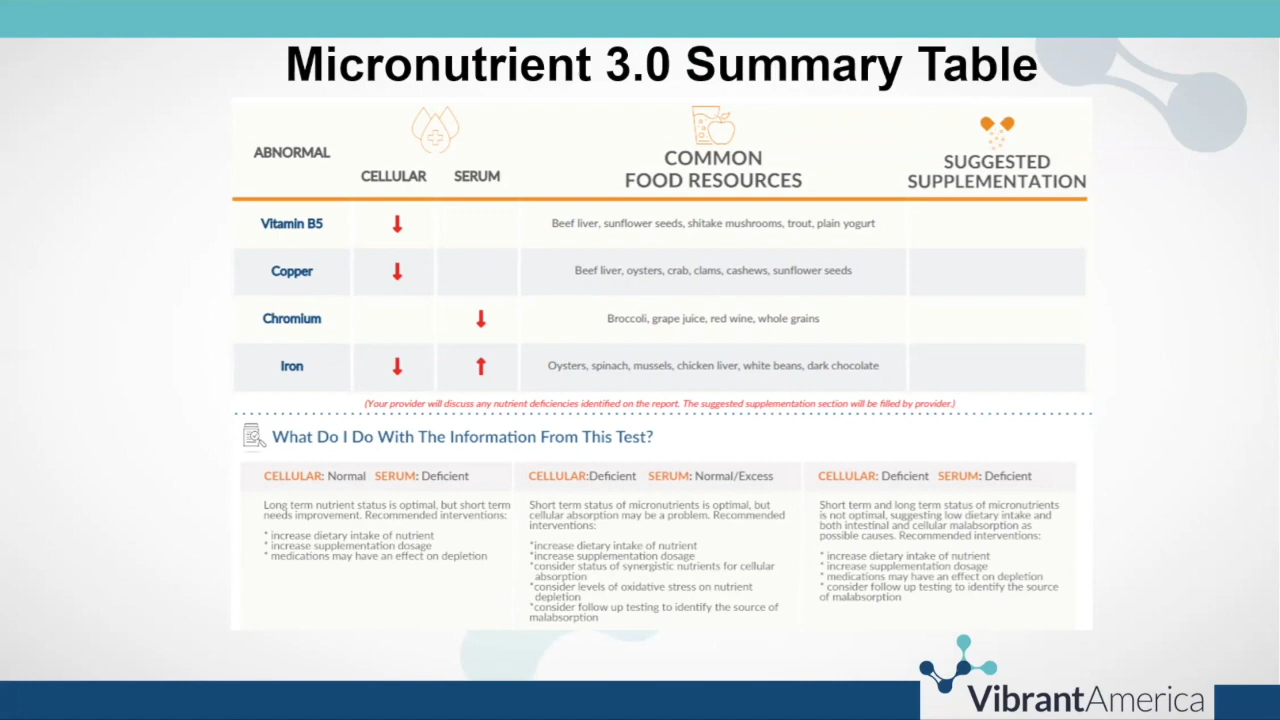 Micronutrient 3.0 Summary Table
ABNORMAL
CELLULAR
SERUM
COMMON
FOOD RESOURCES
SUGGESTED
SUPPLEMENTATION
Vitamin B5
Beef liver, sunflower seeds, shitake mushrooms, trout, plain yogurt
Copper
Beef liver, oysters, crab, clams, cashews, sunflower seeds
Chromium
Broccoli, grape juice, red wine, whole grains
Iron
Oysters, spinach, mussels, chicken liver, white beans, dark chocolate
(Your provider will discuss any nutrient deficiencies identified on the report. The suggested supplementation section will be filled by provider.)
What Do I Do With The Information From This Test?
CELLULAR: Normal SERUM: Deficient
Long term nutrient status is optimal, but short term
needs improvement. Recommended interventions:
* increase dietary intake of nutrient
* increase supplementation dosage
* medications may have an effect on depletion
CELLULAR:Deficient SERUM: Normal/Excess
Short term status of micronutrients is optimal, but
cellular absorption may be a problem. Recommended
interventions:
*increase dietary intake of nutrient
*increase supplementation dosage
*consider status of synergistic nutrients for cellular
absorption
*consider levels of oxidative stress on nutrient
depletion
*consider follow up testing to identify the source of
malabsorption
CELLULAR: Deficient SERUM: Deficient
Short term and long term status of micronutrients
is not optimal, suggesting low dietary intake and
both intestinal and cellular malabsorption as
possible causes. Recommended interventions:
* increase dietary intake of nutrient
* increase supplementation dosage
* medications may have an effect on depletion
* consider follow up testing to identify the source
of malabsorption
VibrantAmerica